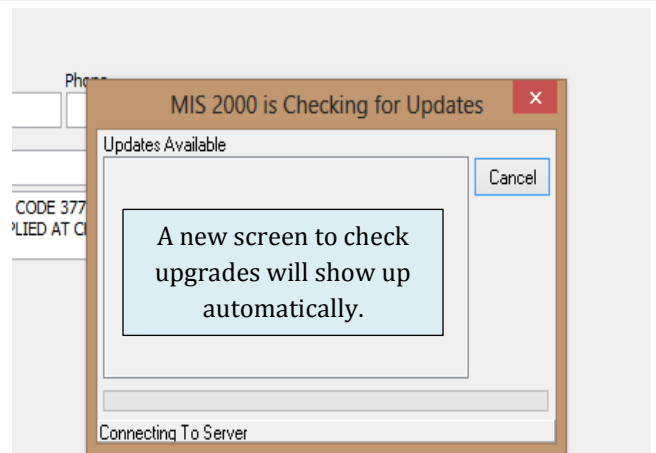 MIS 2000 is Checking for Updates
Updates Available
Cancel
CODE 377
A new screen to check
upgrades will show up
automatically.
Connecting To Server